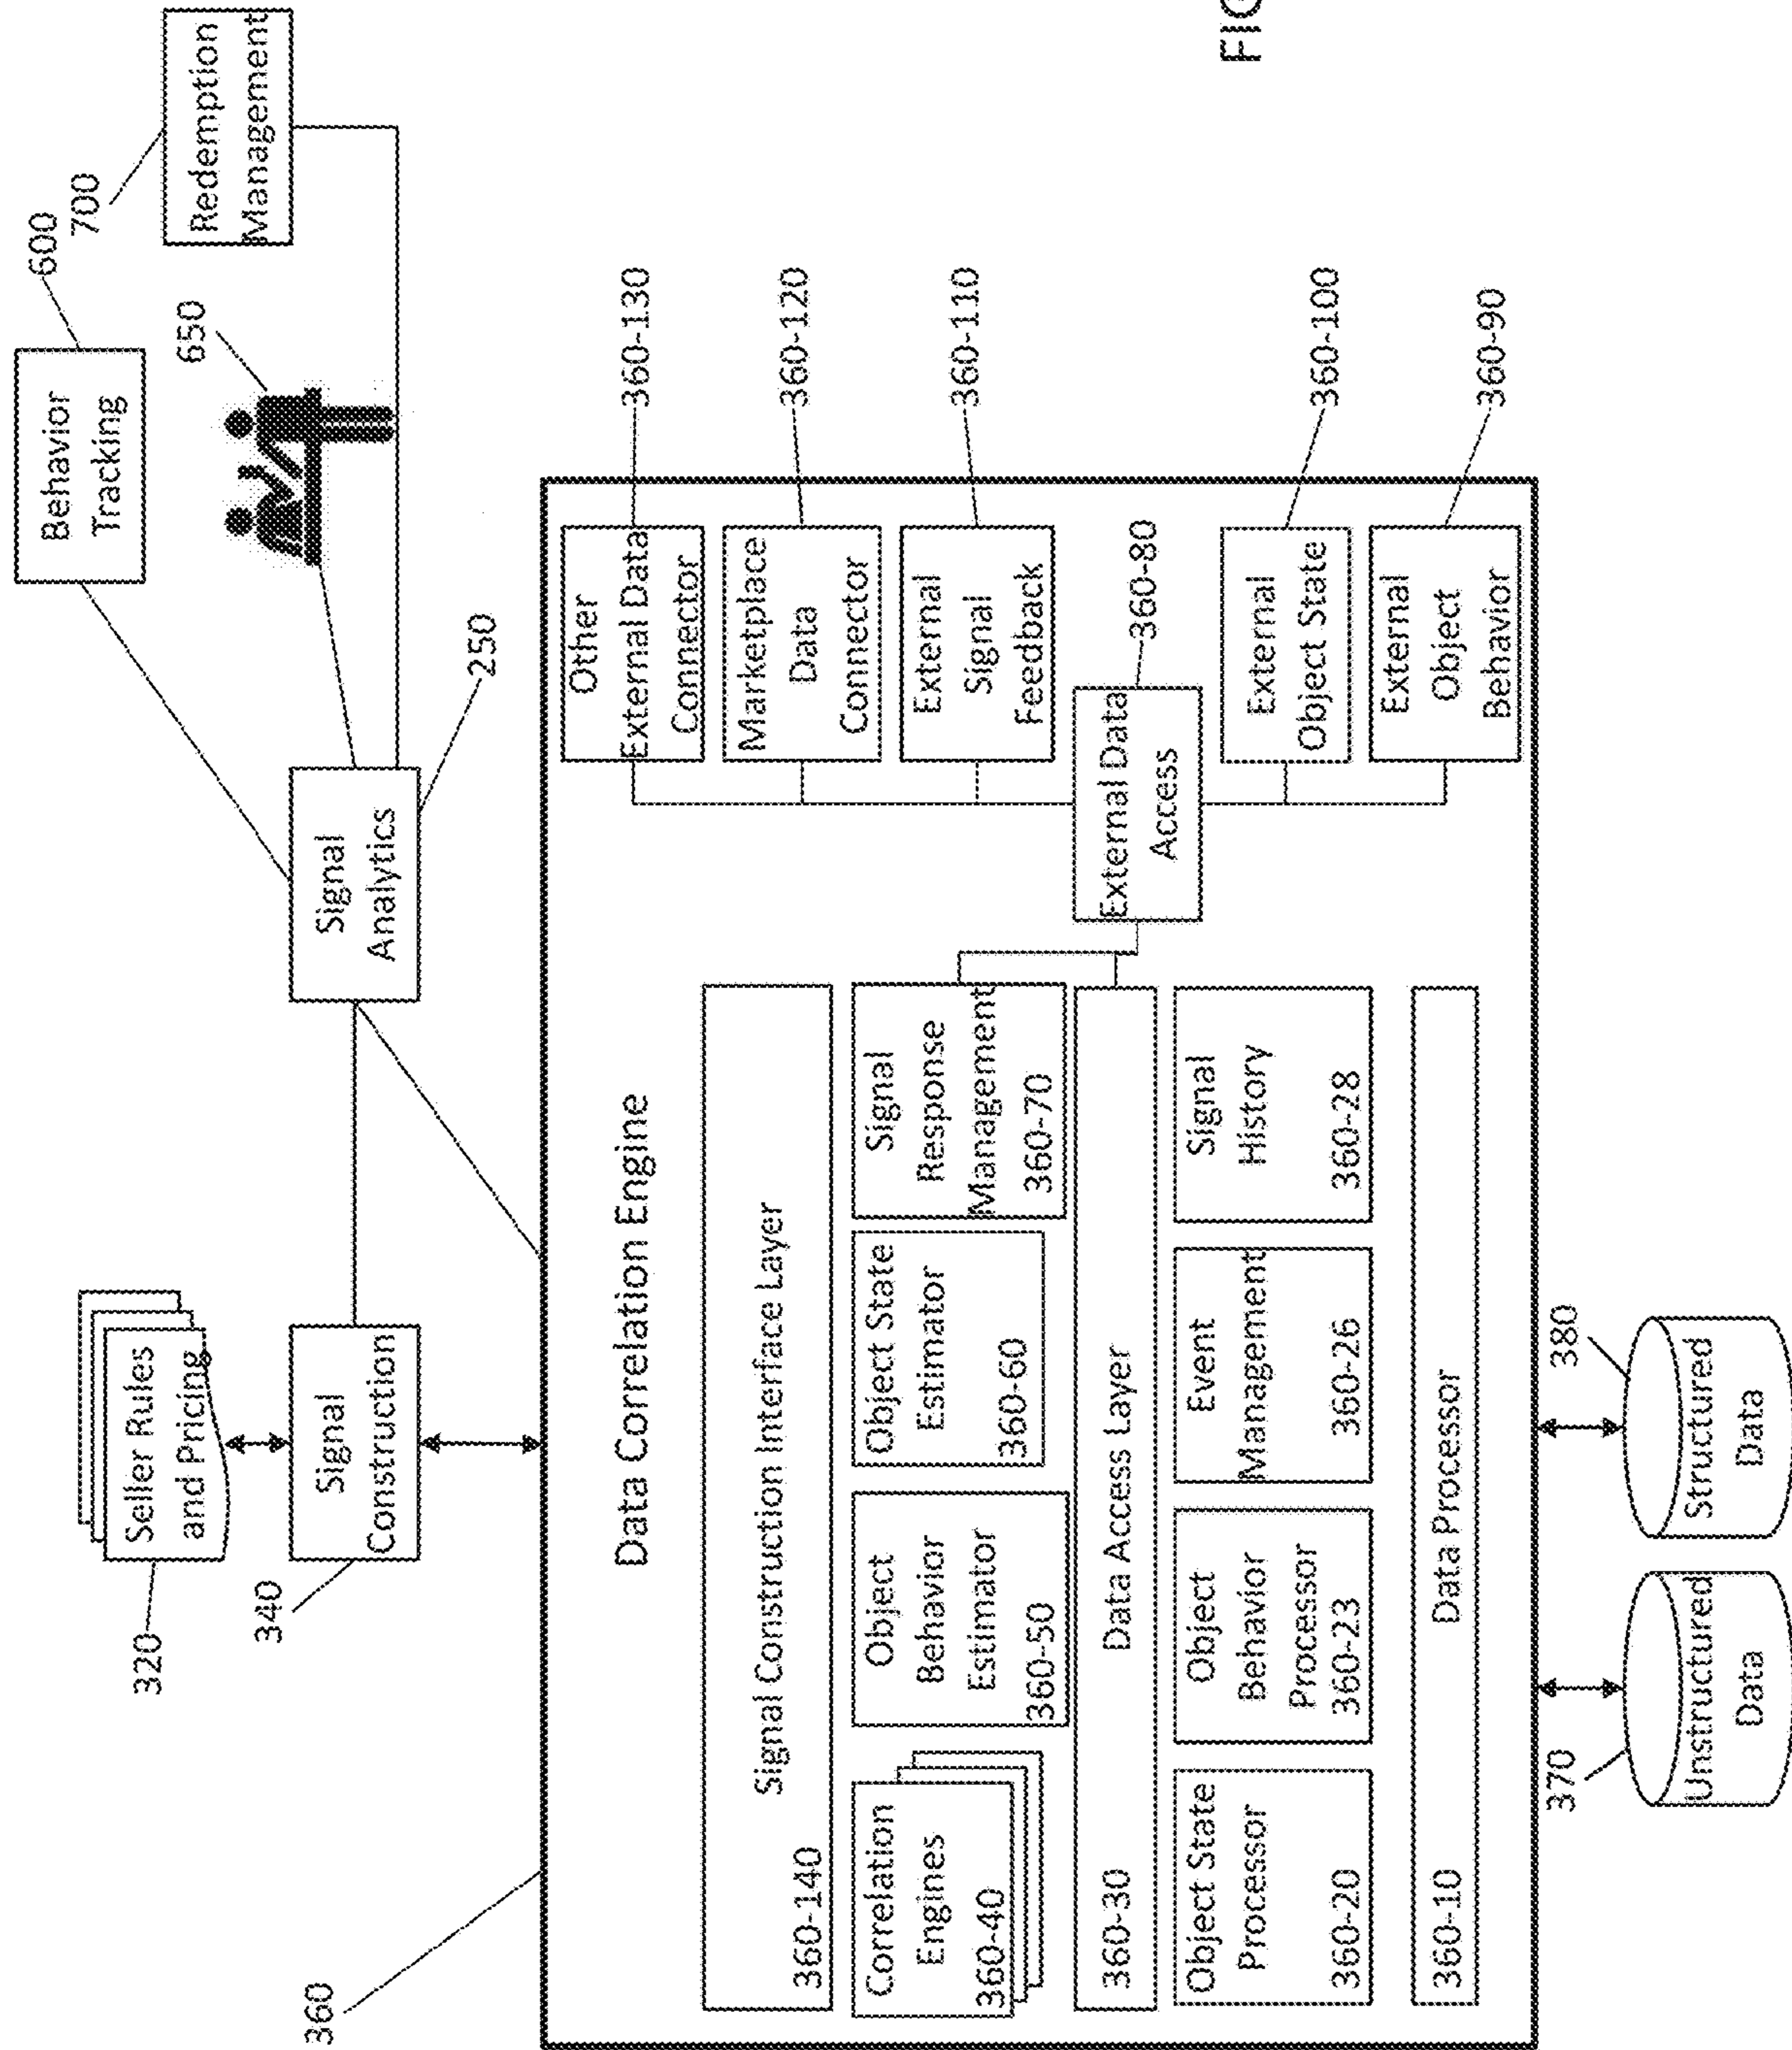 320
Seller Rules
and Pricing
340
Signal
Construction
Signal
Analytics
250
Behavior
Tracking
600
650
700
Redemption
Management
360
Data Correlation Engine
Signal Construction Interface Layer
360-140
Correlation
Engines
360-40
Object
Behavior
Estimator
360-50
Object State
Estimator
360-60
Signal
Response
Management
360-70
Data Access Layer
360-30
Object State
Processor
360-20
Object
Behavior
Processor
360-23
Event
Management
360-26
Signal
History
360-28
Data Processor
360-10
External Data
Access
360-80
Other
External Data
Connector
360-130
Marketplace
Data
Connector
360-120
External
Signal
Feedback
360-110
External
Object State
360-100
External
Object
Behavior
360-90
370
Unstructured
Data
380
Structured
Data